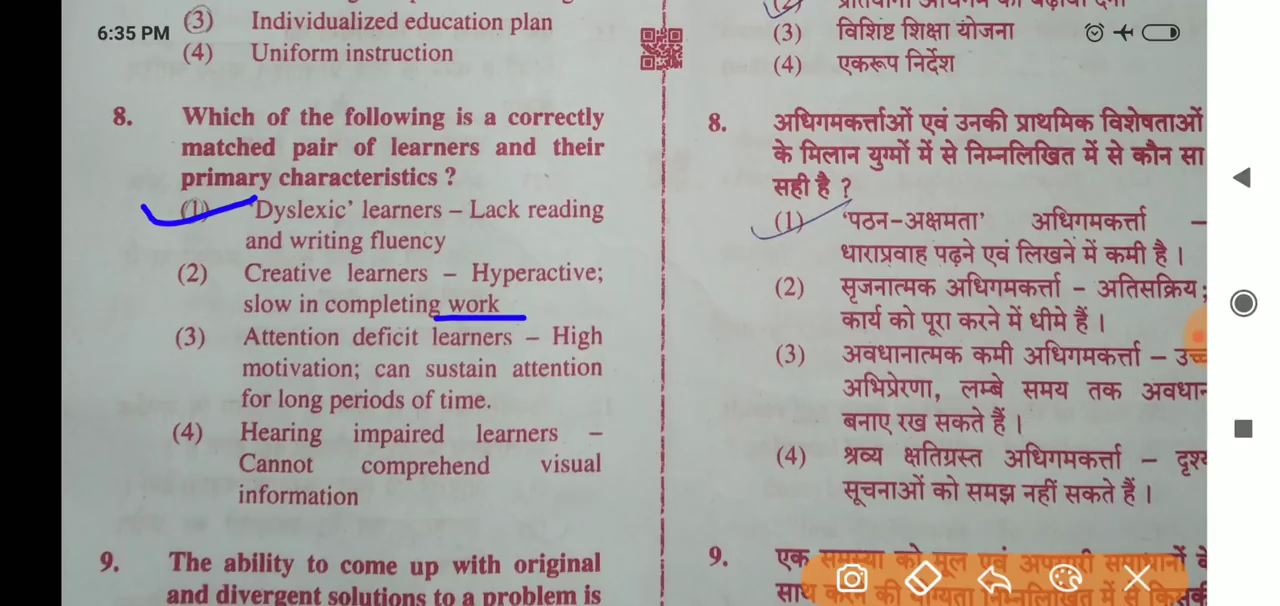 6:35 PM
(3) Individualized education plan
(4) Uniform instruction
8. Which of the following is a correctly
matched pair of learners and their
primary characteristics ?
(1) 'Dyslexic' learners – Lack reading
and writing fluency
(2) Creative learners – Hyperactive;
slow in completing work
(3) Attention deficit learners – High
motivation; can sustain attention
for long periods of time.
(4) Hearing impaired learners –
Cannot comprehend visual
information
9. The ability to come up with original
and divergent solutions to a problem is
(3) विशिष्ट शिक्षा योजना
(4) एकरूप निर्देश
8. अधिगमकर्त्ताओं एवं उनकी प्राथमिक विशेषताओं
के मिलान युग्मों में से निम्नलिखित में से कौन सा
सही है ?
(1) 'पठन-अक्षमता' अधिगमकर्त्ता –
धाराप्रवाह पढ़ने एवं लिखने में कमी है ।
(2) सृजनात्मक अधिगमकर्त्ता – अतिसक्रिय;
कार्य को पूरा करने में धीमे हैं ।
(3) अवधानात्मक कमी अधिगमकर्त्ता – उच्च
अभिप्रेरणा, लम्बे समय तक अवधान
बनाए रख सकते हैं ।
(4) श्रव्य क्षतिग्रस्त अधिगमकर्त्ता – दृश्य
सूचनाओं को समझ नहीं सकते हैं ।
9. एक समस्या को मूल एवं अपसारी समाधानों के
साथ